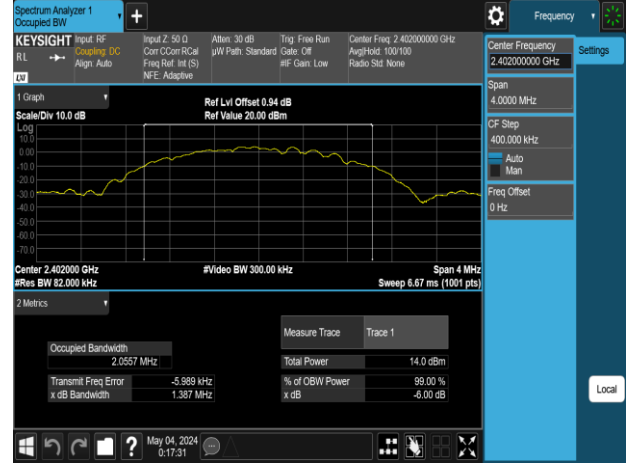 Spectrum Analyzer 1
Occupied BW
Frequency
KEYSIGHT
RL
LXI
Input: RF
Coupling: DC
Align: Auto
Input Z: 50 Ω
Corr CCorr RCal
Freq Ref: Int (S)
NFE: Adaptive
Atten: 30 dB
µW Path: Standard
Trig: Free Run
Gate: Off
#IF Gain: Low
Center Freq: 2.402000000 GHz
Avg|Hold: 100/100
Radio Std: None
1 Graph
Scale/Div 10.0 dB
Ref Lvl Offset 0.94 dB
Ref Value 20.00 dBm
Log
10.0
0.00
-10.0
-20.0
-30.0
-40.0
-50.0
-60.0
-70.0
Center 2.402000 GHz
#Video BW 300.00 kHz
Span 4 MHz
#Res BW 82.000 kHz
Sweep 6.67 ms (1001 pts)
2 Metrics
Measure Trace Trace 1
Occupied Bandwidth
2.0557 MHz
Total Power 14.0 dBm
Transmit Freq Error -5.989 kHz
% of OBW Power 99.00 %
x dB Bandwidth 1.387 MHz
x dB -6.00 dB
May 04, 2024
0:17:31
Center Frequency
2.402000000 GHz
Settings
Span
4.0000 MHz
CF Step
400.000 kHz
Auto
Man
Freq Offset
0 Hz
Local